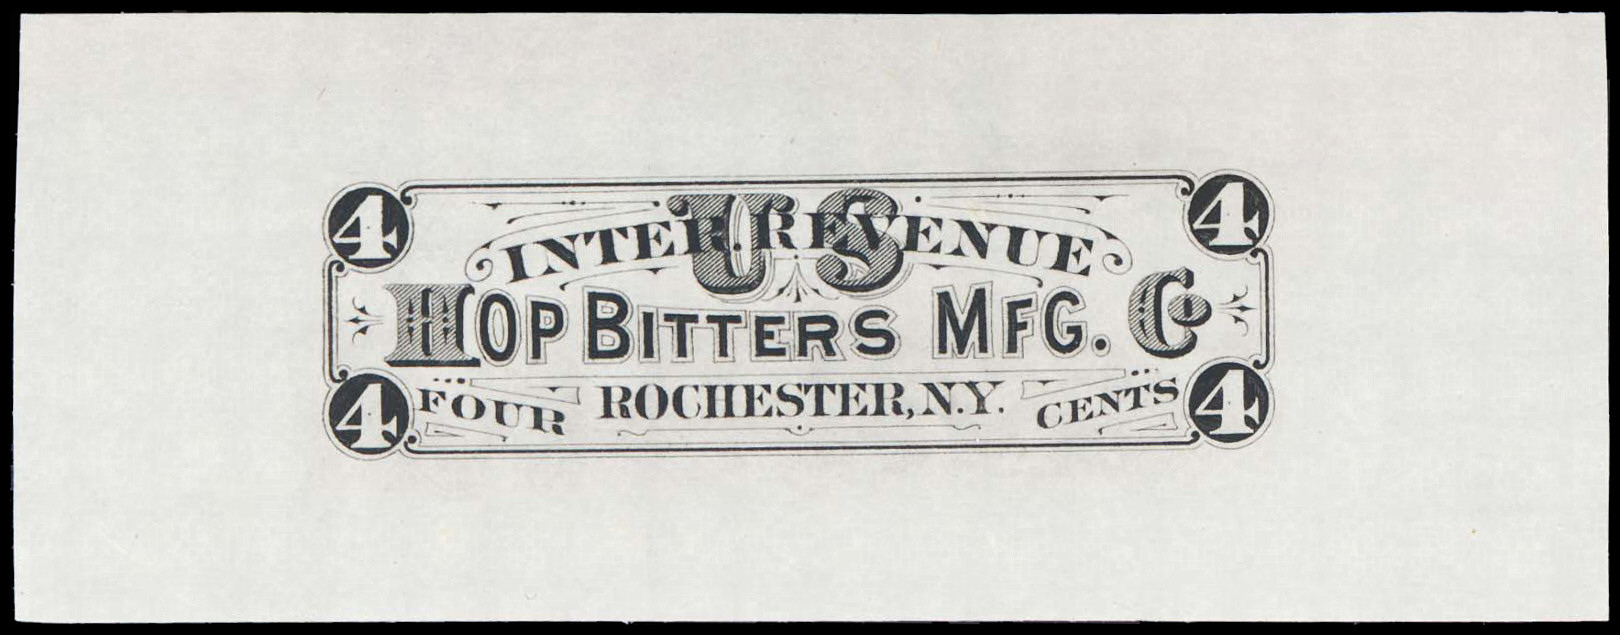 4 U S 4
INTER. REVENUE
HOP BITTERS MFG. Co
4 FOUR ROCHESTER, N.Y. CENTS 4